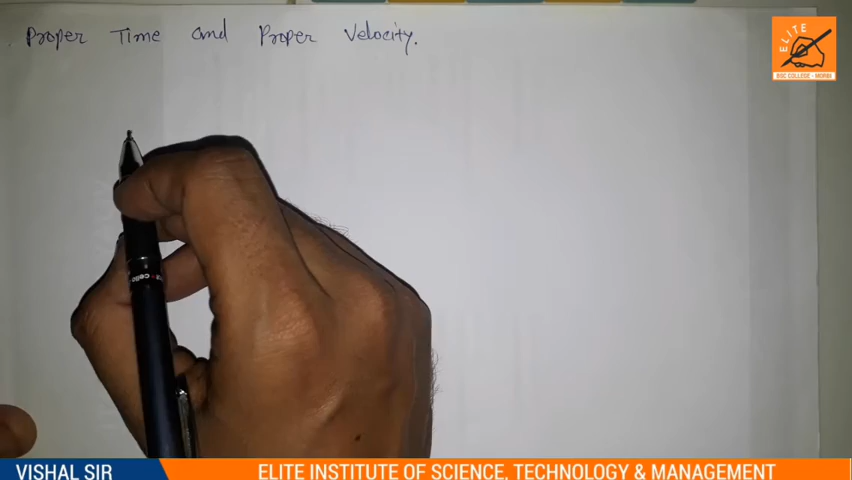 Proper Time and Proper Velocity.
ELITE
BSC COLLEGE - MORBI
VISHAL SIR
ELITE INSTITUTE OF SCIENCE, TECHNOLOGY & MANAGEMENT